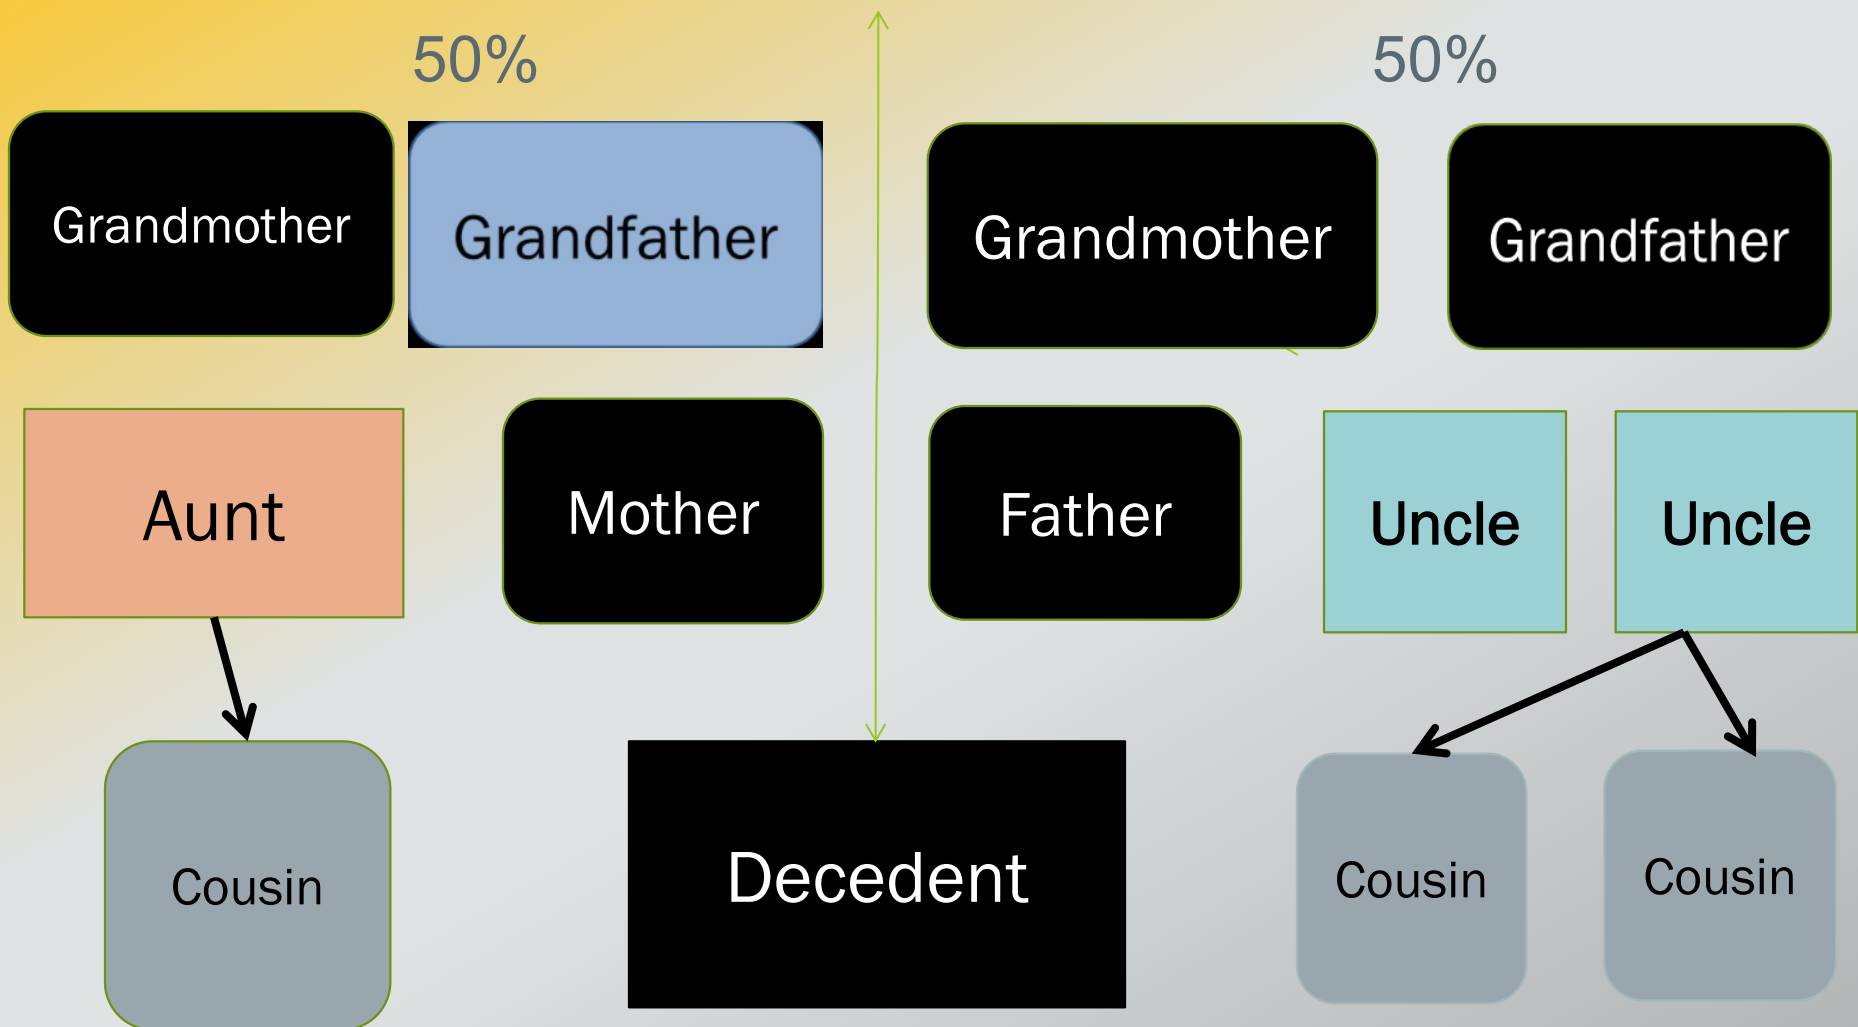 50%
50%
Grandmother
Grandfather
Grandmother
Grandfather
Aunt
Mother
Father
Uncle
Uncle
Cousin
Decedent
Cousin
Cousin